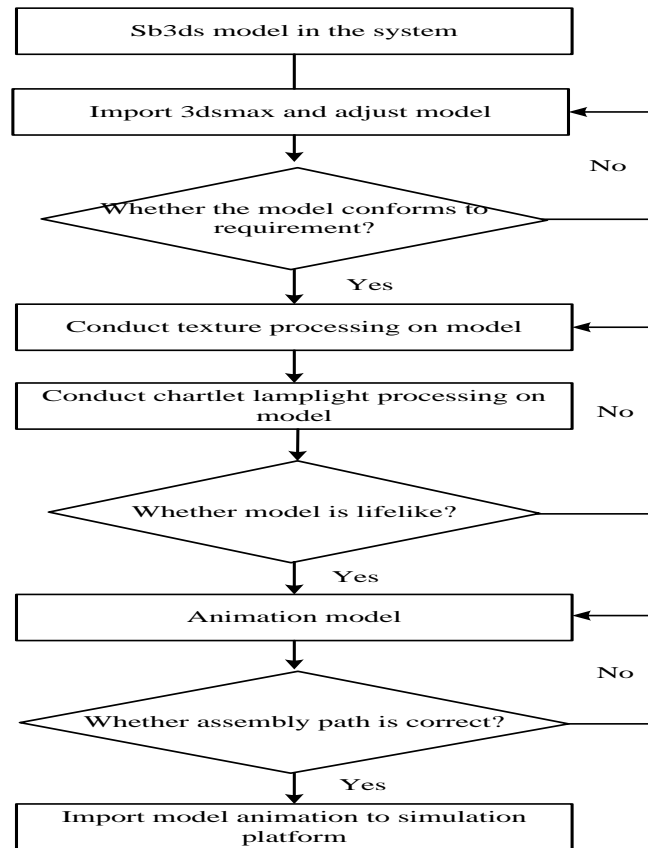 Sb3ds model in the system
Import 3dsmax and adjust model
No
Whether the model conforms to
requirement?
Yes
Conduct texture processing on model
Conduct chartlet lamplight processing on
model
No
Whether model is lifelike?
Yes
Animation model
No
Whether assembly path is correct?
Yes
Import model animation to simulation
platform